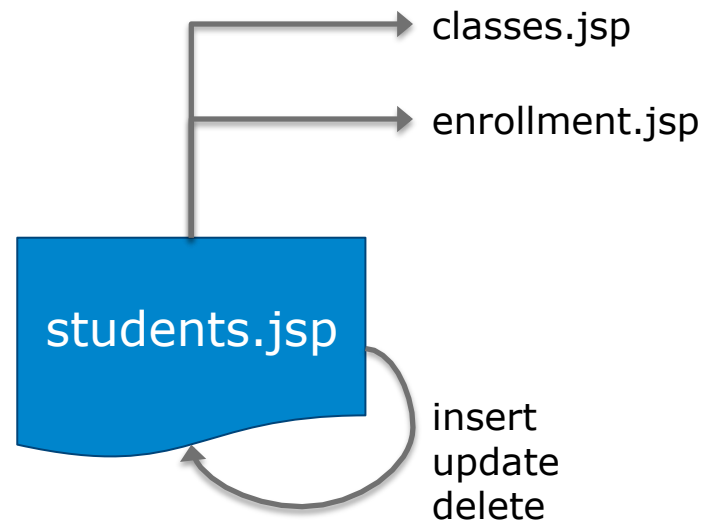 classes.jsp
enrollment.jsp
students.jsp
insert
update
delete